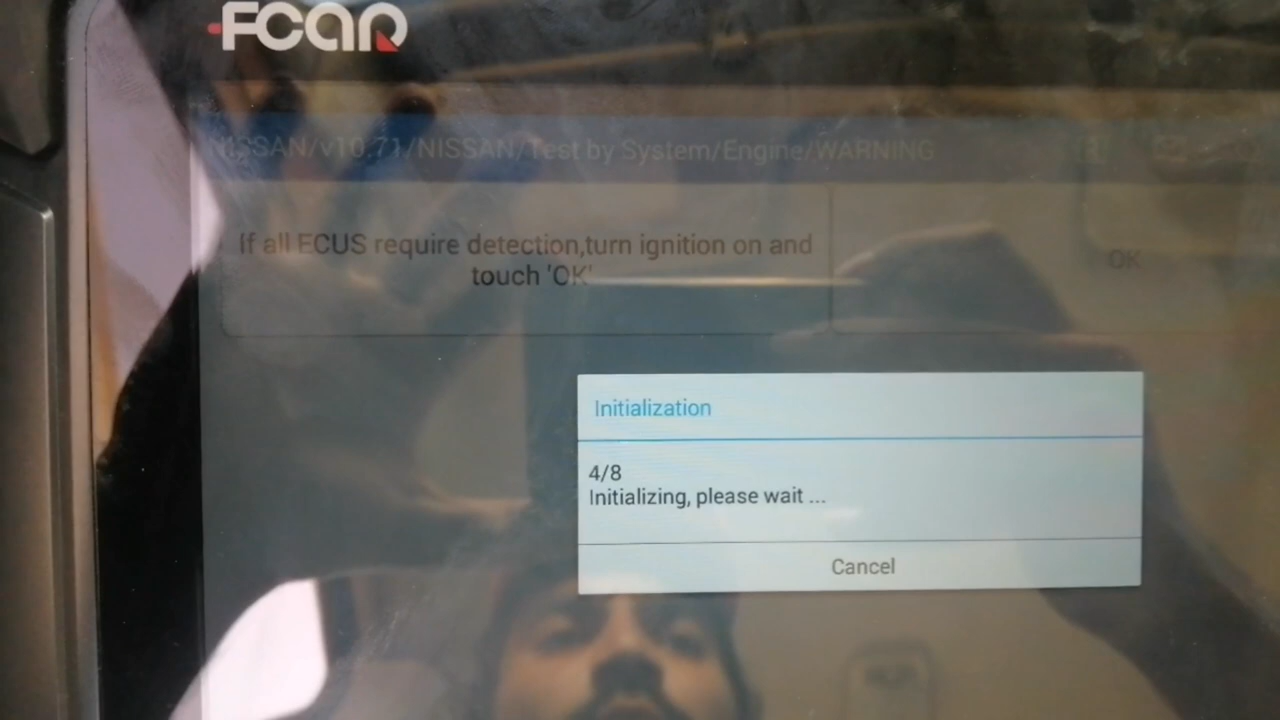 FCAR
NISSAN/v10.71/NISSAN/Test by System/Engine/WARNING
If all ECUS require detection,turn ignition on and
touch 'OK'
OK
Initialization
4/8
Initializing, please wait ...
Cancel